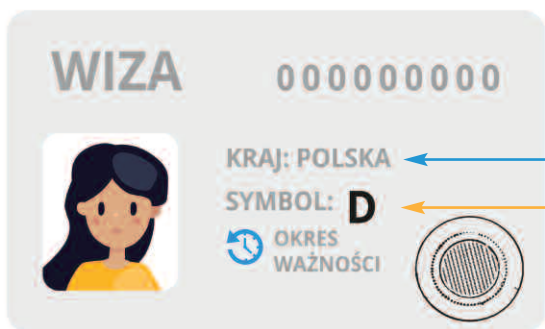 WIZA 000000000
KRAJ: POLSKA
SYMBOL: D
OKRES
WAŻNOŚCI